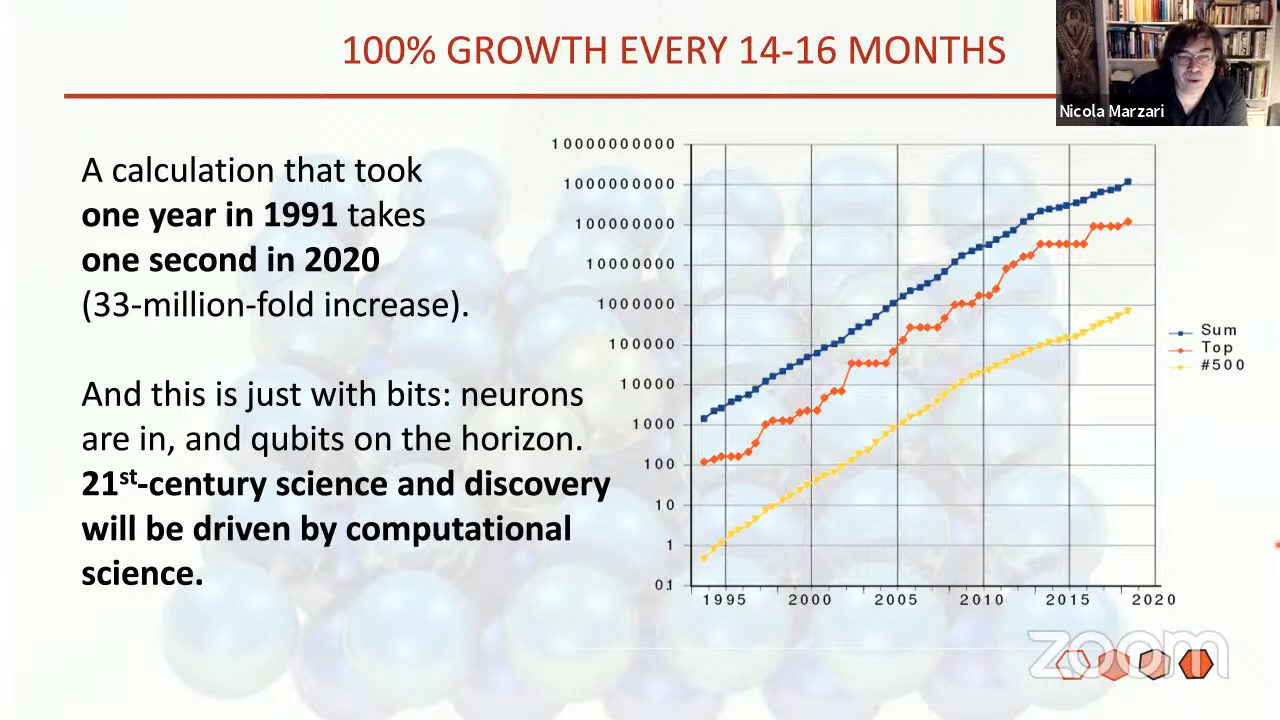 100% GROWTH EVERY 14-16 MONTHS
Nicola Marzari
A calculation that took
one year in 1991 takes
one second in 2020
(33-million-fold increase).
And this is just with bits: neurons
are in, and qubits on the horizon.
21st-century science and discovery
will be driven by computational
science.
10000000000
1000000000
100000000
10000000
1000000
100000
10000
1000
100
10
1
0.1
1995 2000 2005 2010 2015 2020
Sum
Top
#500
zoom